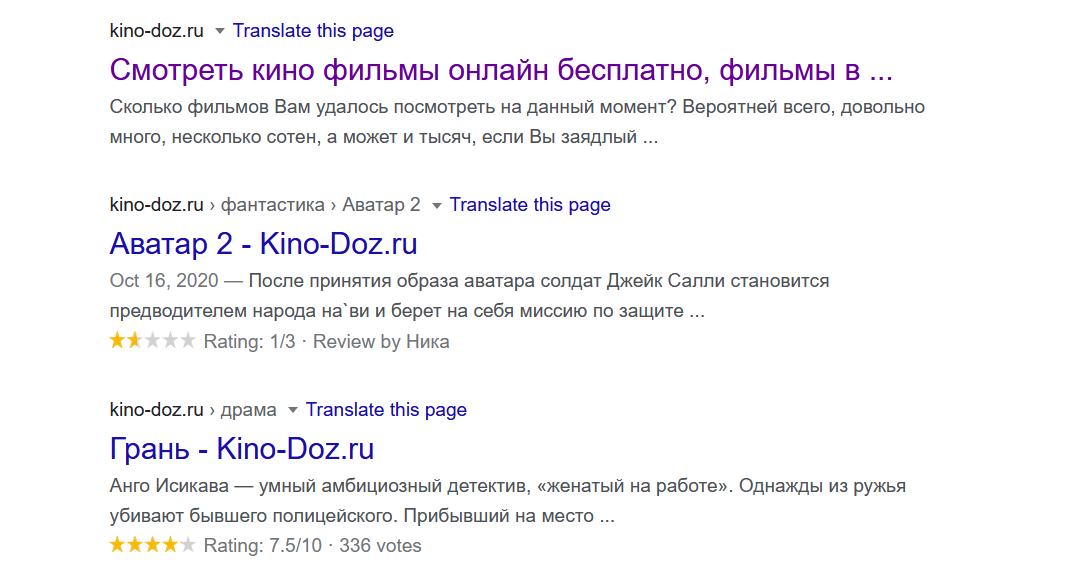 kino-doz.ru Translate this page
Смотреть кино фильмы онлайн бесплатно, фильмы в ...
Сколько фильмов Вам удалось посмотреть на данный момент? Вероятней всего, довольно
много, несколько сотен, а может и тысяч, если Вы заядлый ...
kino-doz.ru › фантастика › Аватар 2 Translate this page
Аватар 2 - Kino-Doz.ru
Oct 16, 2020 — После принятия образа аватара солдат Джейк Салли становится
предводителем народа на`ви и берет на себя миссию по защите ...
Rating: 1/3 · Review by Ника
kino-doz.ru › драма Translate this page
Грань - Kino-Doz.ru
Анго Исикава — умный амбициозный детектив, «женатый на работе». Однажды из ружья
убивают бывшего полицейского. Прибывший на место ...
Rating: 7.5/10 · 336 votes